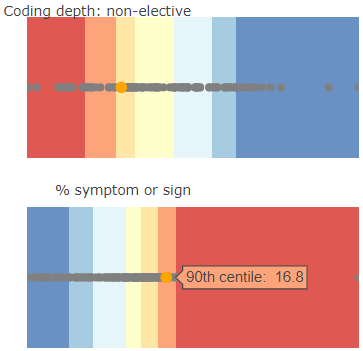 Coding depth: non-elective
% symptom or sign
90th centile: 16.8